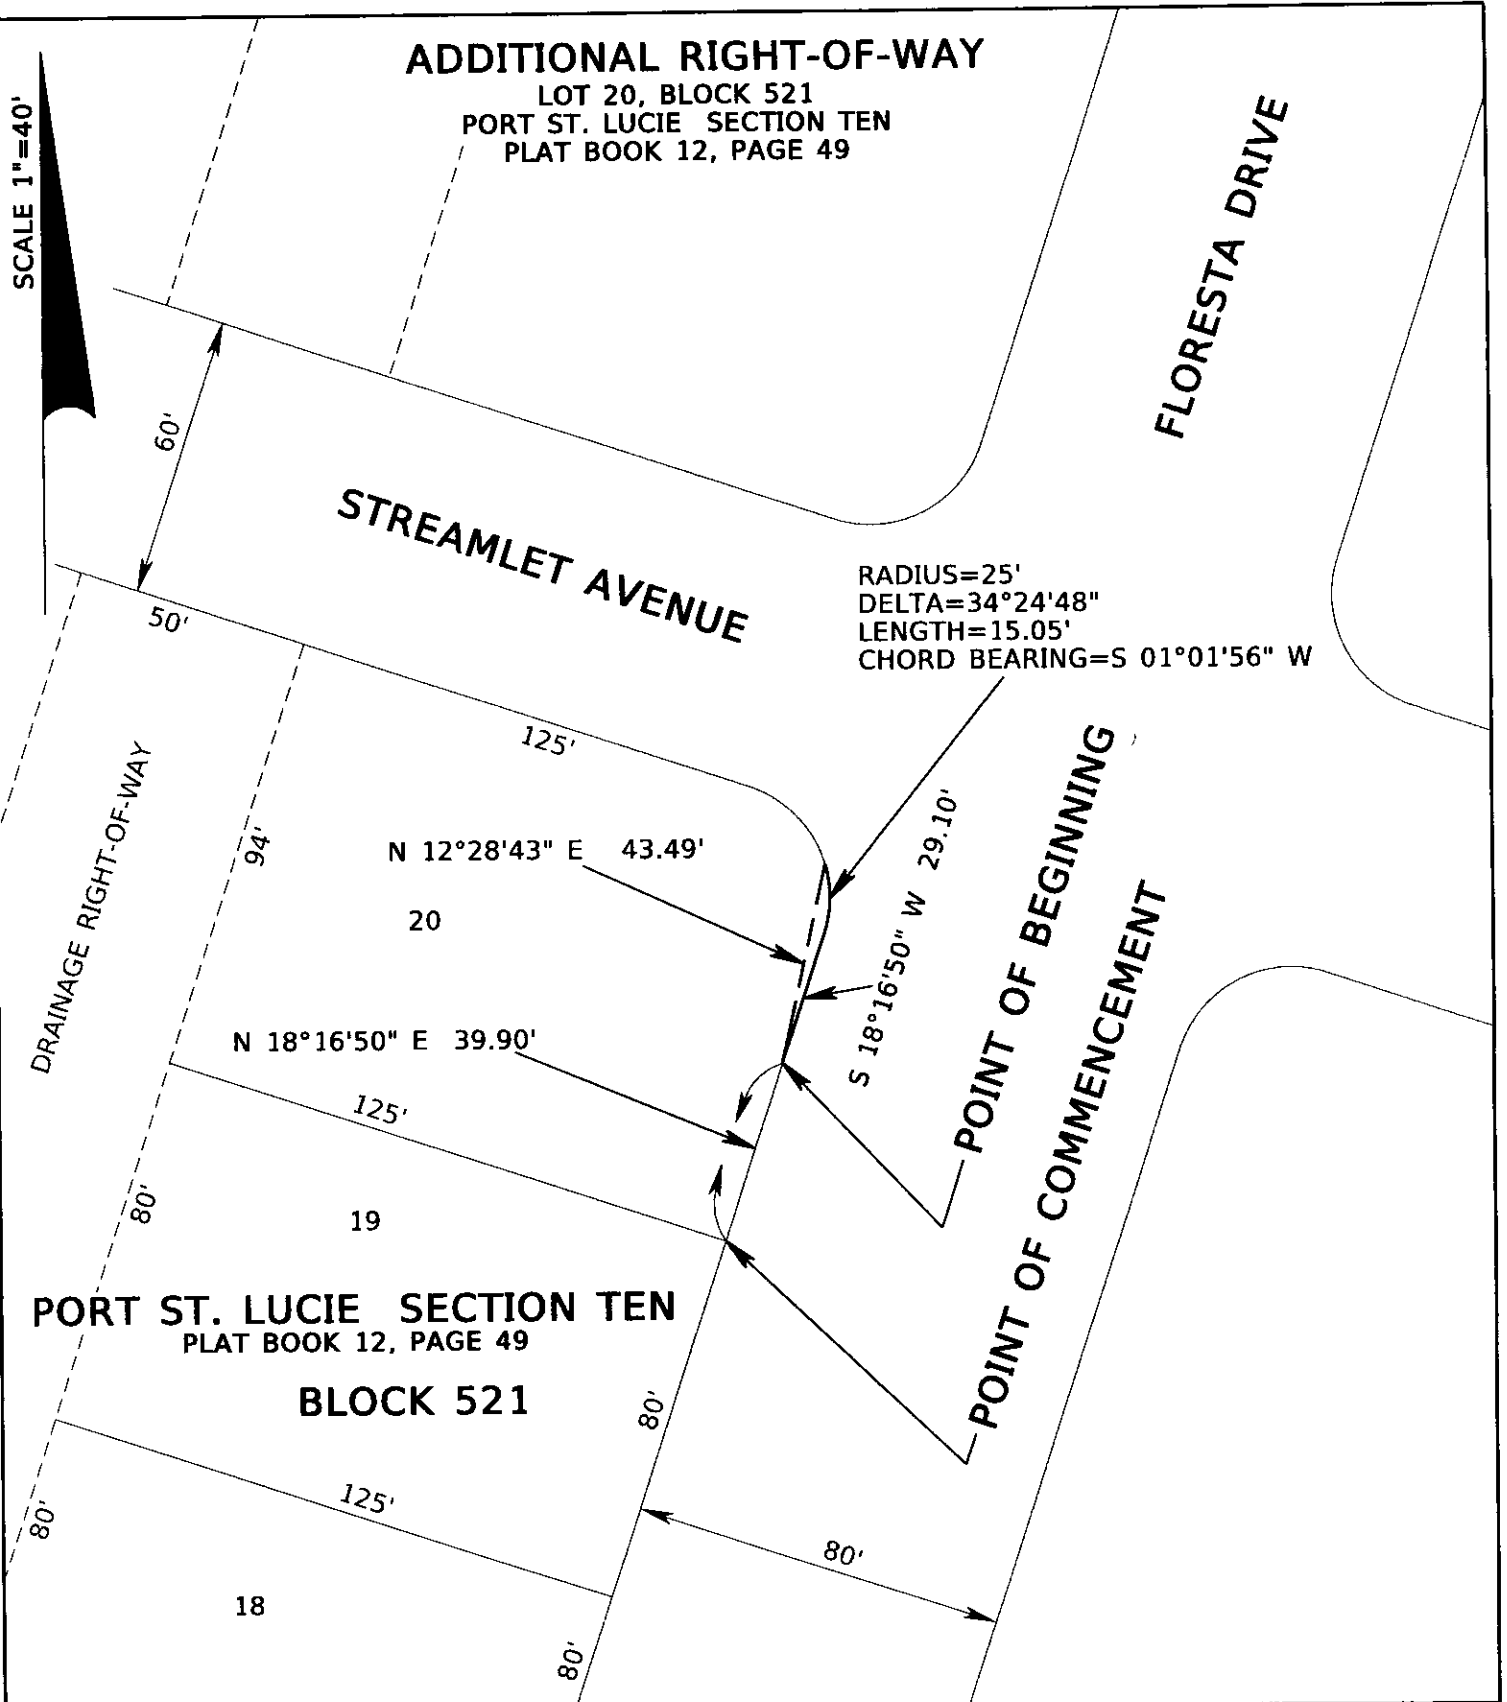 ADDITIONAL RIGHT-OF-WAY
LOT 20, BLOCK 521
PORT ST. LUCIE SECTION TEN
PLAT BOOK 12, PAGE 49
SCALE 1"=40'
FLORESTA DRIVE
60'
STREAMLET AVENUE
RADIUS=25'
DELTA=34°24'48"
LENGTH=15.05'
CHORD BEARING=S 01°01'56" W
50'
125'
DRAINAGE RIGHT-OF-WAY
94'
N 12°28'43" E 43.49'
S 18°16'50" W 29.10'
POINT OF BEGINNING
20
POINT OF COMMENCEMENT
N 18°16'50" E 39.90'
125'
80'
19
PORT ST. LUCIE SECTION TEN
PLAT BOOK 12, PAGE 49
BLOCK 521
80'
125'
80'
80'
18
80'